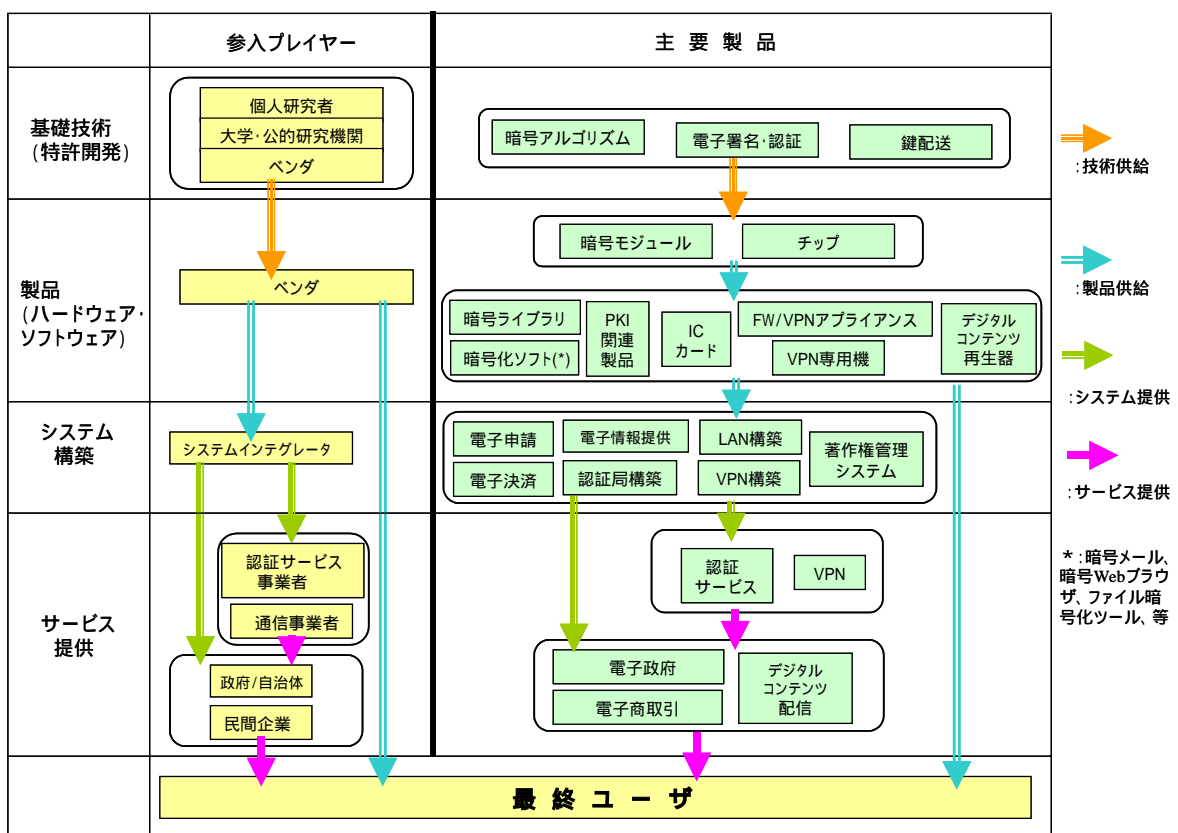 参入プレイヤー
主 要 製 品
基礎技術
(特許開発)
個人研究者
大学・公的研究機関
ベンダ
暗号アルゴリズム
電子署名・認証
鍵配送
:技術供給
製品
(ハードウェア・
ソフトウェア)
ベンダ
暗号モジュール
チップ
暗号ライブラリ
暗号化ソフト(*)
PKI
関連
製品
IC
カード
FW/VPNアプライアンス
VPN専用機
デジタル
コンテンツ
再生器
:製品供給
システム
構築
システムインテグレータ
電子申請
電子情報提供
LAN構築
著作権管理
システム
電子決済
認証局構築
VPN構築
:システム提供
:サービス提供
サービス
提供
認証サービス
事業者
通信事業者
政府/自治体
民間企業
認証
サービス
VPN
電子政府
電子商取引
デジタル
コンテンツ
配信
*:暗号メール、
暗号Webブラウ
ザ、ファイル暗
号化ツール、等
最 終 ユ ー ザ